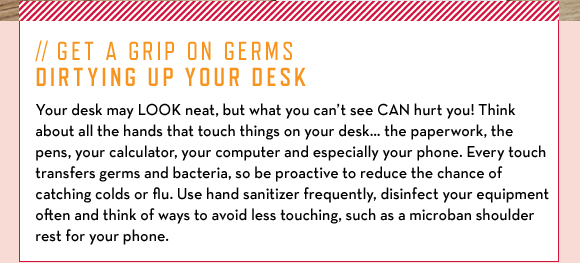 // GET A GRIP ON GERMS
DIRTYING UP YOUR DESK
Your desk may LOOK neat, but what you can't see CAN hurt you! Think
about all the hands that touch things on your desk... the paperwork, the
pens, your calculator, your computer and especially your phone. Every touch
transfers germs and bacteria, so be proactive to reduce the chance of
catching colds or flu. Use hand sanitizer frequently, disinfect your equipment
often and think of ways to avoid less touching, such as a microban shoulder
rest for your phone.